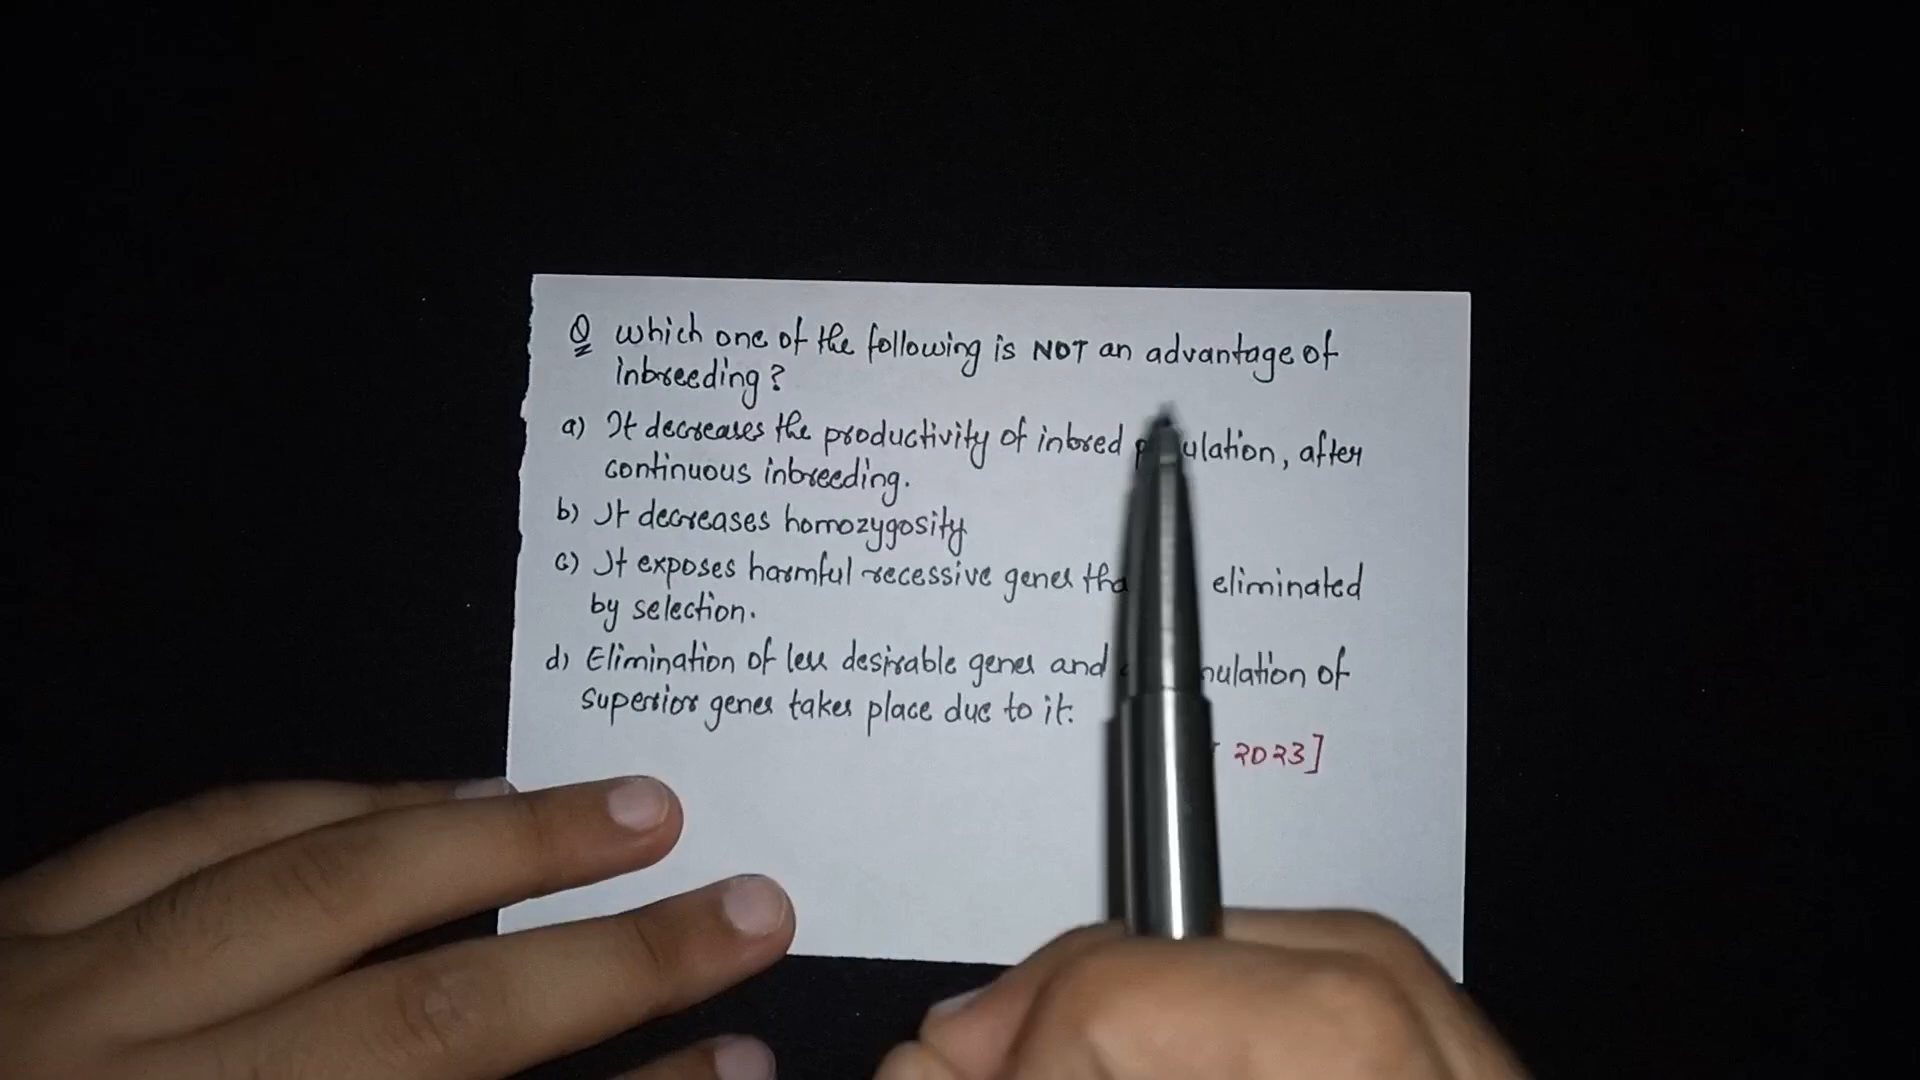 Q which one of the following is NOT an advantage of
inbreeding?
a) It decreases the productivity of inbred population, after
continuous inbreeding.
b) It decreases homozygosity
c) It exposes harmful recessive genes eliminated
by selection.
d) Elimination of less desirable genes and of
superior genes takes place due to it.
2023]